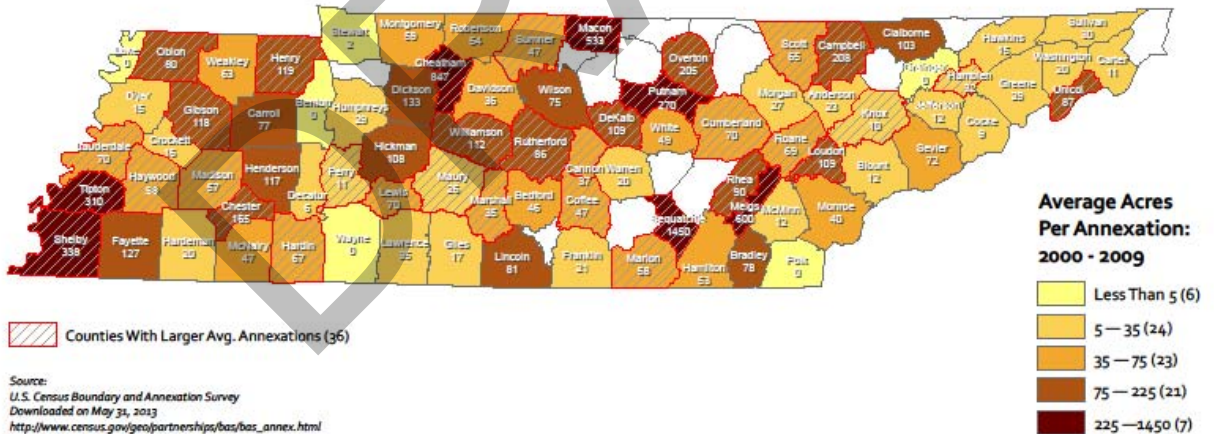 Stewart
2
Montgomery
55
Robertson
54
Sumner
47
Macon
533
Lake
0
Obion
80
Weakley
63
Henry
119
Cheatham
847
Overton
205
Scott
65
Campbell
208
Claiborne
103
Hawkins
15
Sullivan
30
Dyer
15
Gibson
118
Carroll
77
Benton
0
Humphreys
29
Dickson
133
Davidson
35
Wilson
75
Putnam
270
Morgan
27
Anderson
23
Grainger
0
Hamblen
Greene
Washington
20
Carter
11
Unicoi
87
Lauderdale
70
Crockett
15
Haywood
Madison
57
Henderson
117
Decatur
Perry
11
Hickman
108
Williamson
112
Rutherford
86
DeKalb
109
White
49
Cumberland
70
Roane
Loudon
109
Knox
10
Jefferson
12
Cocke
9
Sevier
72
Blount
12
Tipton
310
Chester
165
Lewis
70
Maury
Marshall
35
Bedford
Cannon
37
Warren
20
Coffee
47
Rhea
90
Meigs
600
McMinn
12
Monroe
40
Shelby
338
Fayette
127
Hardeman
20
McNairy
47
Hardin
57
Wayne
0
Lawrence
Giles
17
Lincoln
81
Franklin
21
Sequatchie
1450
Marion
58
Hamilton
53
Bradley
78
Polk
0
Average Acres
Per Annexation:
2000 - 2009
Less Than 5 (6)
5 — 35 (24)
35 — 75 (23)
75 — 225 (21)
225 —1450 (7)
Counties With Larger Avg. Annexations (36)
Source:
U.S. Census Boundary and Annexation Survey
Downloaded on May 31, 2013
http://www.census.gov/geo/partnerships/bas/bas_annex.html